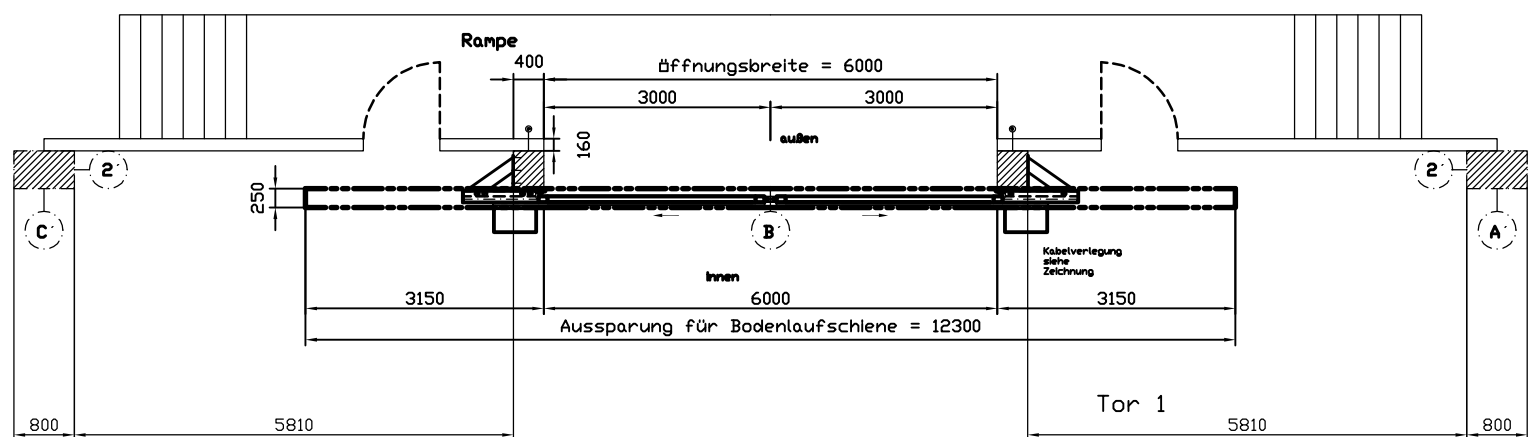 Rampe
400
öffnungsbreite = 6000
3000
3000
außen
160
2´
2´
250
C´
B´
A´
Kabelverlegung
siehe
Zeichnung
Innen
3150
6000
3150
Aussparung für Bodenlaufschiene = 12300
Tor 1
800
5810
5810
800